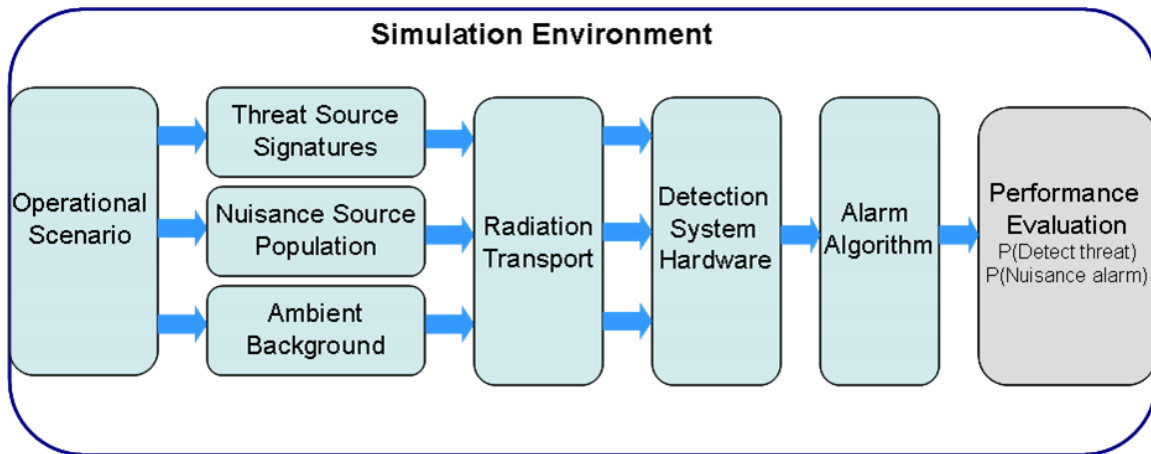 Simulation Environment
Operational
Scenario
Threat Source
Signatures
Nuisance Source
Population
Ambient
Background
Radiation
Transport
Detection
System
Hardware
Alarm
Algorithm
Performance
Evaluation
P(Detect threat)
P(Nuisance alarm)